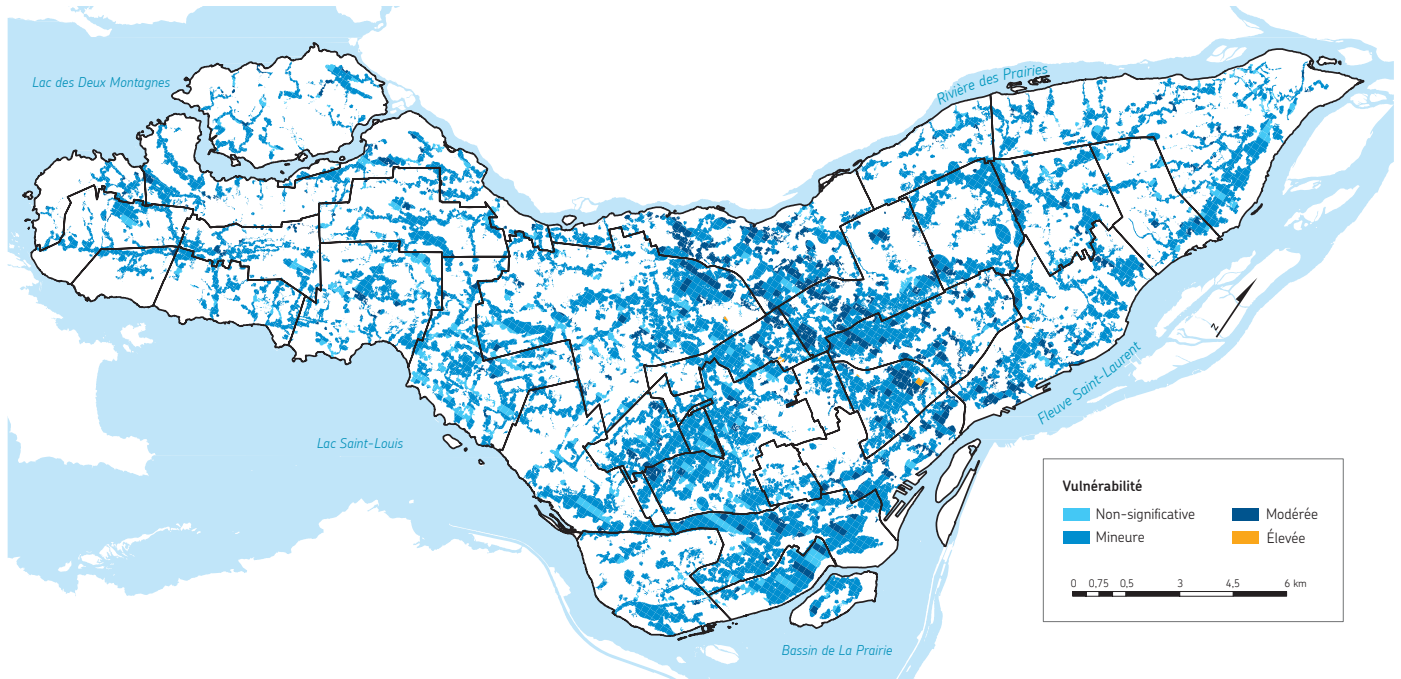 Lac des Deux Montagnes
Rivière des Prairies
Fleuve Saint-Laurent
Lac Saint-Louis
Bassin de La Prairie
N
Vulnérabilité
Non-significative
Modérée
Mineure
Élevée
0 0,75 0,5 3 4,5 6 km